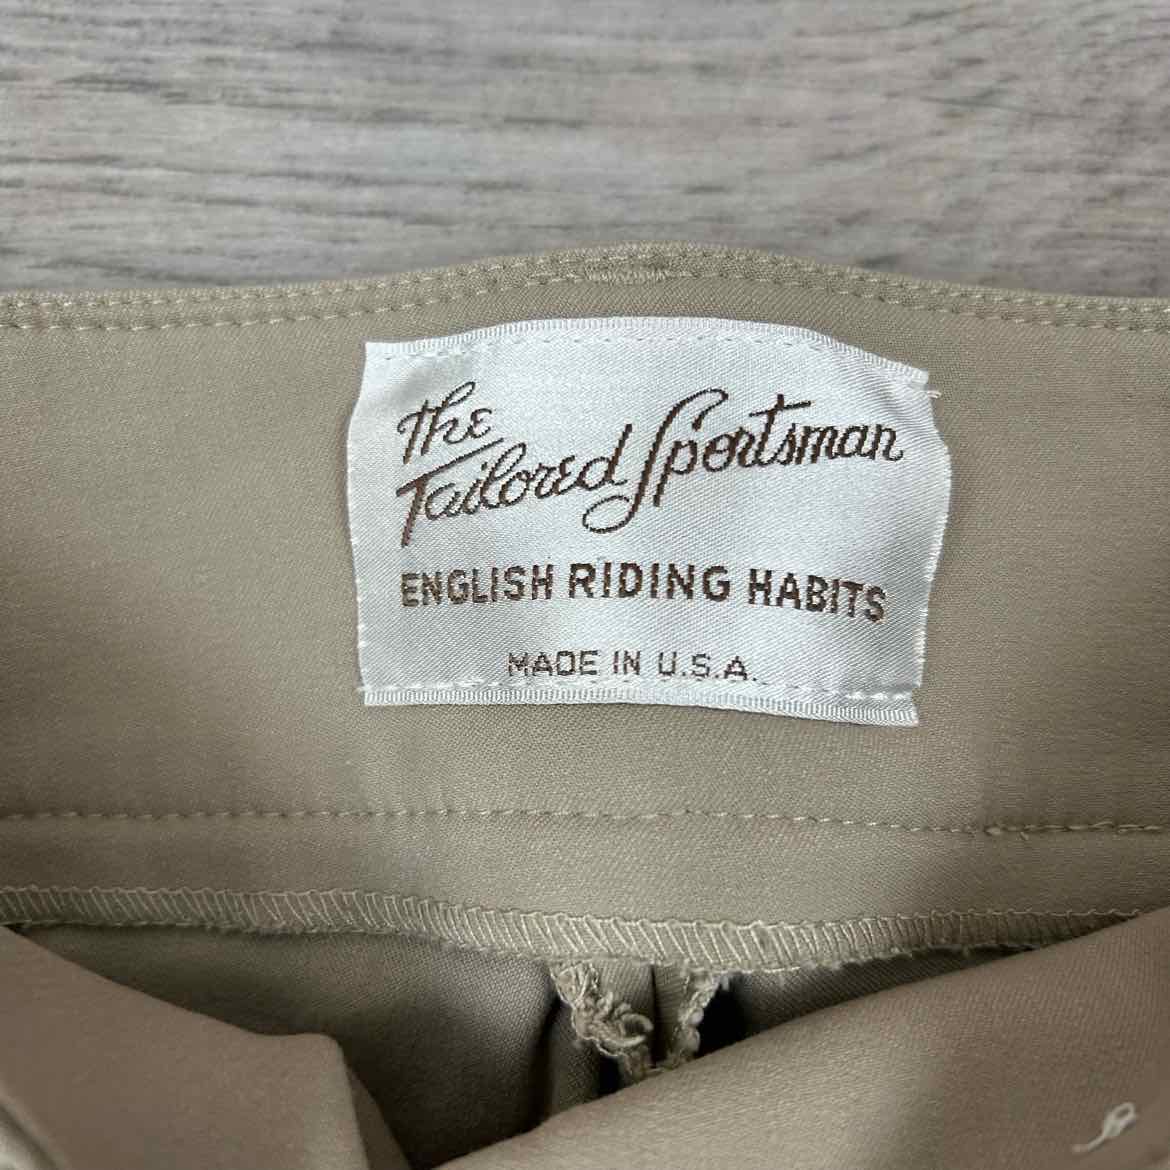 The
Tailored Sportsman
ENGLISH RIDING HABITS
MADE IN U.S.A.